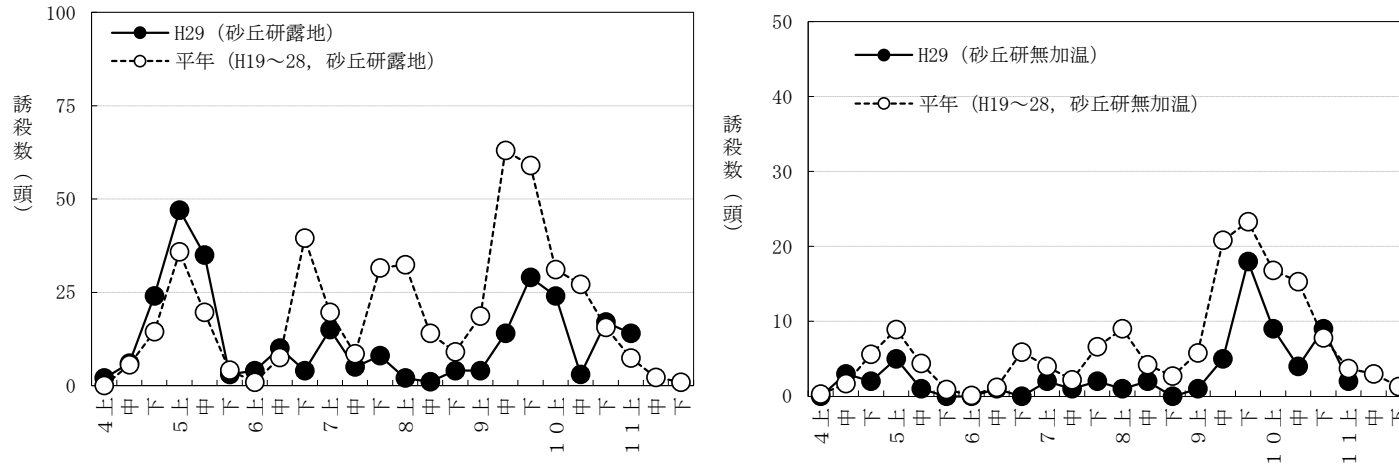 100
75
50
25
0
誘殺数（頭）
H29（砂丘研露地）
平年（H19～28, 砂丘研露地）
4上
中
下
5上
中
下
6上
中
下
7上
中
下
8上
中
下
9上
中
下
10上
中
下
11上
中
下
50
40
30
20
10
0
誘殺数（頭）
H29（砂丘研無加温）
平年（H19～28, 砂丘研無加温）
4上
中
下
5上
中
下
6上
中
下
7上
中
下
8上
中
下
9上
中
下
10上
中
下
11上
中
下